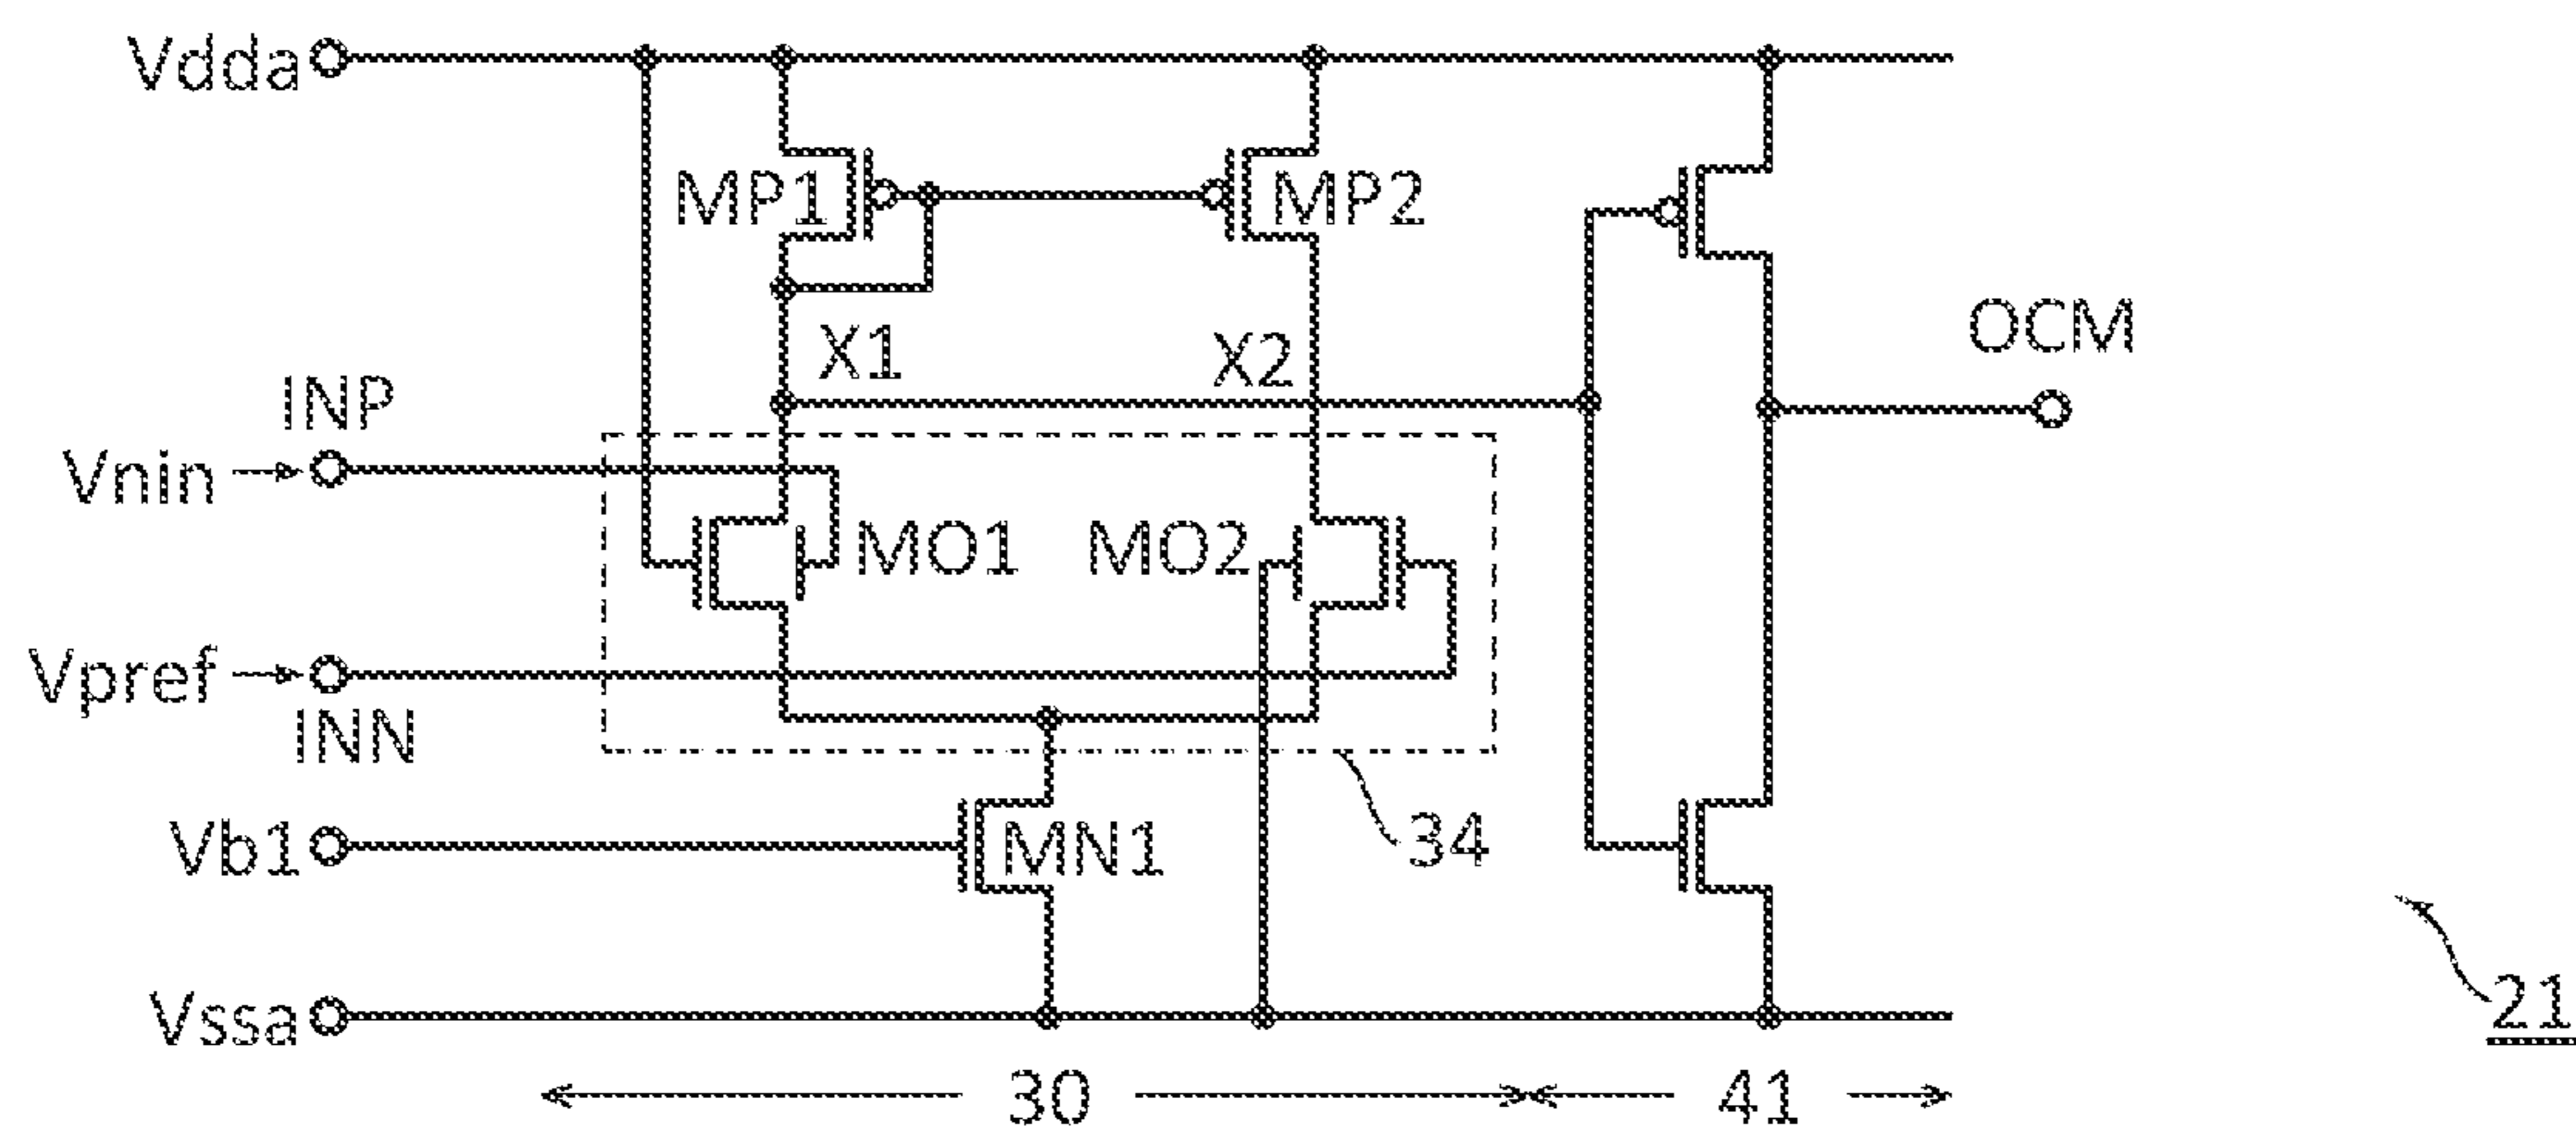 Vdda
MP1
MP2
X1
X2
OCM
INP
Vnin
MO1
MO2
Vpref
INN
Vb1
MN1
34
Vssa
21
30
41